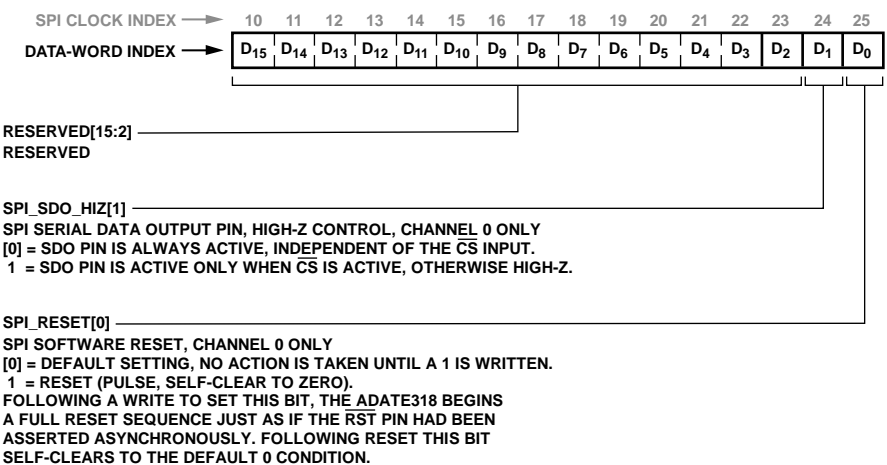 SPI CLOCK INDEX 10 11 12 13 14 15 16 17 18 19 20 21 22 23 24 25
DATA-WORD INDEX D15 D14 D13 D12 D11 D10 D9 D8 D7 D6 D5 D4 D3 D2 D1 D0
RESERVED[15:2]
RESERVED
SPI_SDO_HIZ[1]
SPI SERIAL DATA OUTPUT PIN, HIGH-Z CONTROL, CHANNEL 0 ONLY
[0] = SDO PIN IS ALWAYS ACTIVE, INDEPENDENT OF THE C̅S̅ INPUT.
1 = SDO PIN IS ACTIVE ONLY WHEN C̅S̅ IS ACTIVE, OTHERWISE HIGH-Z.
SPI_RESET[0]
SPI SOFTWARE RESET, CHANNEL 0 ONLY
[0] = DEFAULT SETTING, NO ACTION IS TAKEN UNTIL A 1 IS WRITTEN.
1 = RESET (PULSE, SELF-CLEAR TO ZERO).
FOLLOWING A WRITE TO SET THIS BIT, THE ADATE318 BEGINS
A FULL RESET SEQUENCE JUST AS IF THE R̅S̅T̅ PIN HAD BEEN
ASSERTED ASYNCHRONOUSLY. FOLLOWING RESET THIS BIT
SELF-CLEARS TO THE DEFAULT 0 CONDITION.